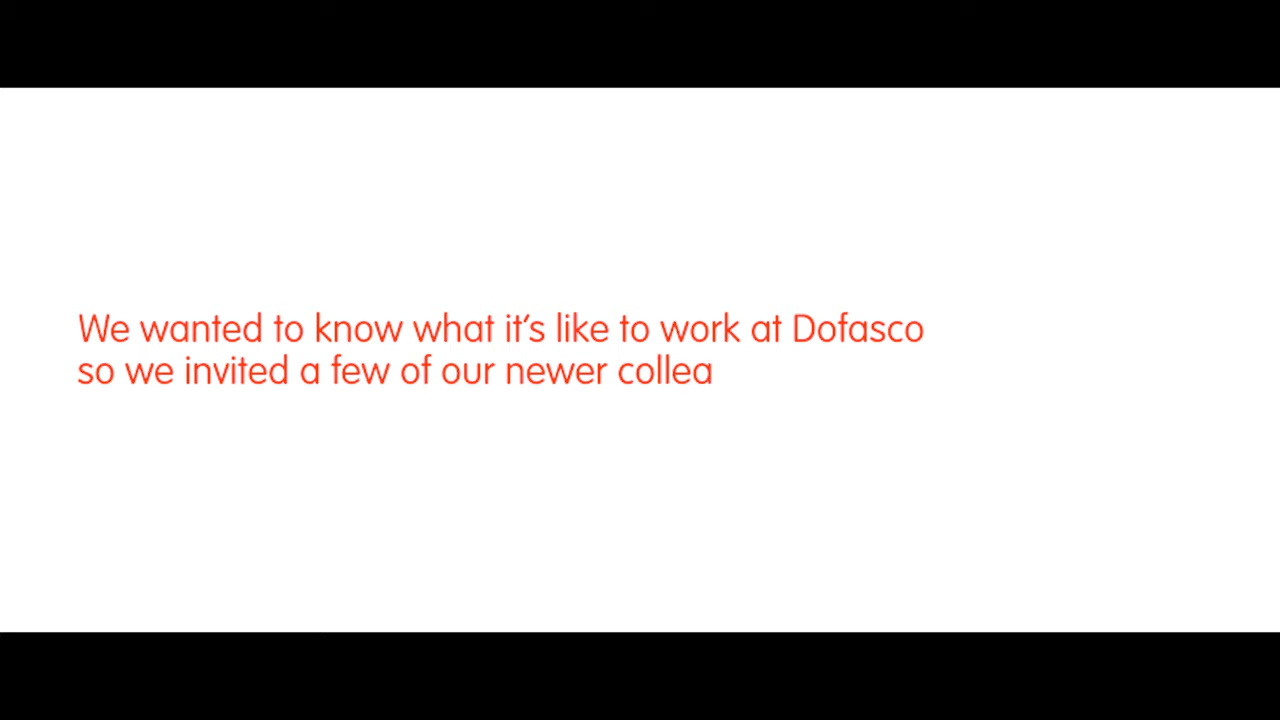 We wanted to know what it's like to work at Dofasco
so we invited a few of our newer collea